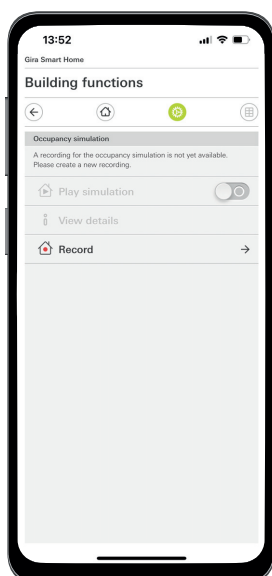 13:52
Gira Smart Home
Building functions
Occupancy simulation
A recording for the occupancy simulation is not yet available.
Please create a new recording.
Play simulation
View details
Record